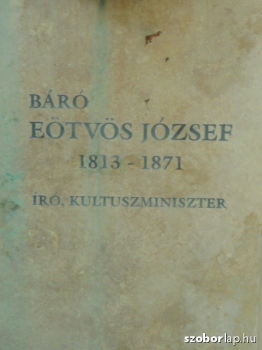 BÁRÓ
EÖTVÖS JÓZSEF
1813 - 1871
ÍRÓ, KULTUSZMINISZTER
szoborlap.hu